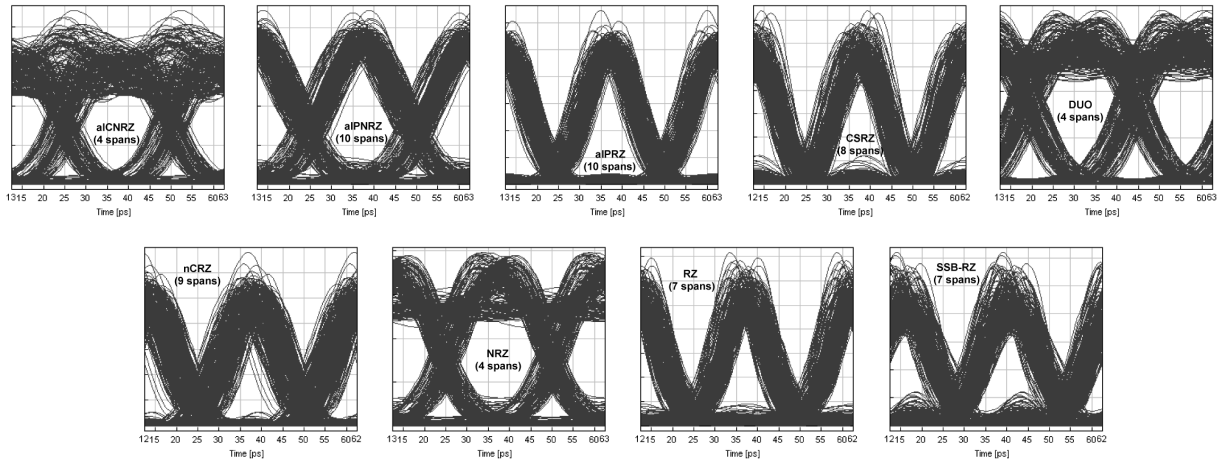 aICNRZ
(4 spans)
1315 20 25 30 35 40 45 50 55 6063
Time [ps]
aIPNRZ
(10 spans)
1315 20 25 30 35 40 45 50 55 6063
Time [ps]
aIPRZ
(10 spans)
1315 20 25 30 35 40 45 50 55 6063
Time [ps]
CSRZ
(8 spans)
1215 20 25 30 35 40 45 50 55 6062
Time [ps]
DUO
(4 spans)
1315 20 25 30 35 40 45 50 55 6063
Time [ps]
nCRZ
(9 spans)
1215 20 25 30 35 40 45 50 55 6062
Time [ps]
NRZ
(4 spans)
1315 20 25 30 35 40 45 50 55 6063
Time [ps]
RZ
(7 spans)
1215 20 25 30 35 40 45 50 55 6062
Time [ps]
SSB-RZ
(7 spans)
1215 20 25 30 35 40 45 50 55 6062
Time [ps]